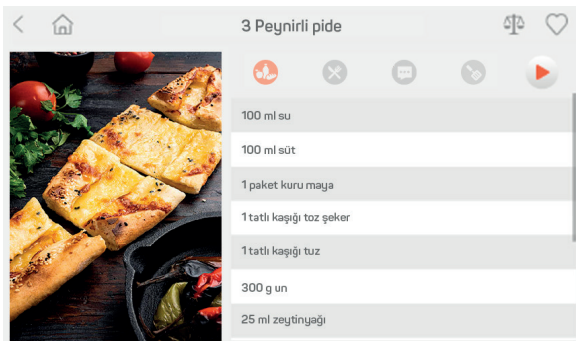 3 Peynirli pide
100 ml su
100 ml süt
1 paket kuru maya
1 tatlı kaşığı toz şeker
1 tatlı kaşığı tuz
300 g un
25 ml zeytinyağı